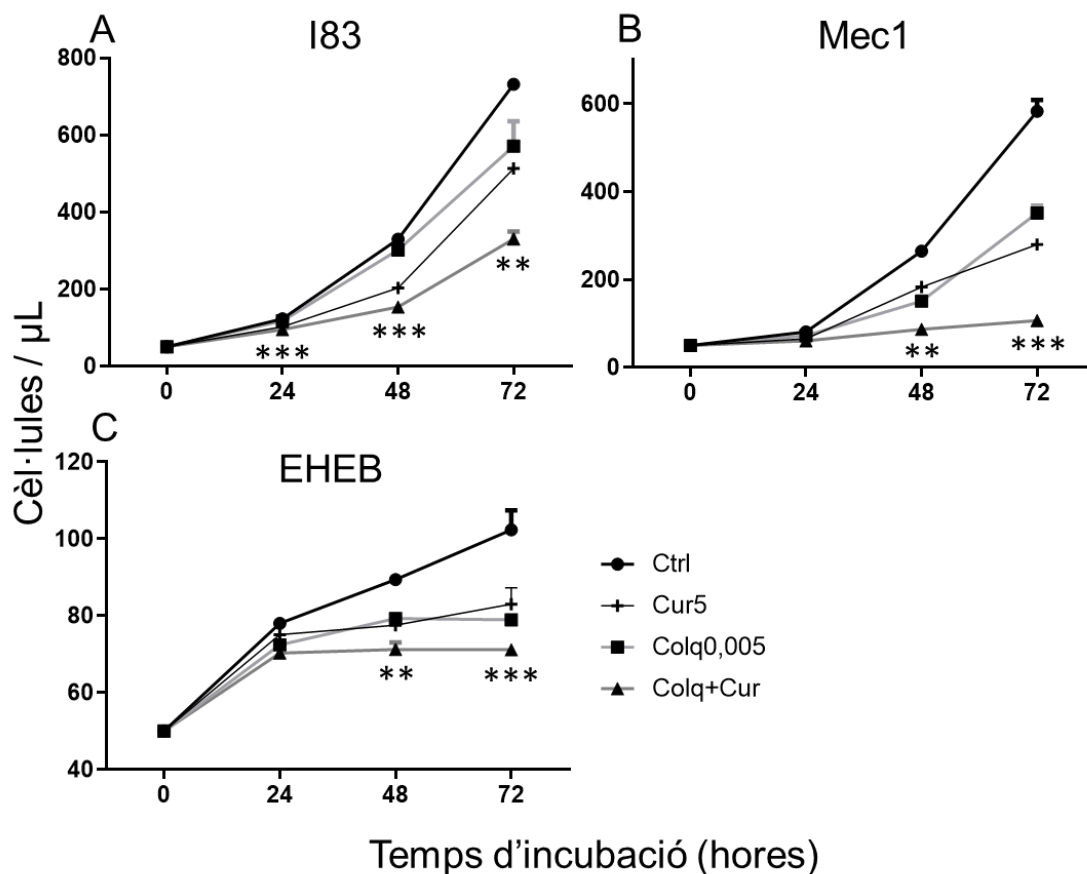 A
I83
800
600
400
200
0
***
***
**
0 24 48 72
B
Mec1
600
400
200
0
**
***
0 24 48 72
Cèl·lules / µL
C
EHEB
120
100
80
60
40
**
***
0 24 48 72
Ctrl
Cur5
Colq0,005
Colq+Cur
Temps d’incubació (hores)